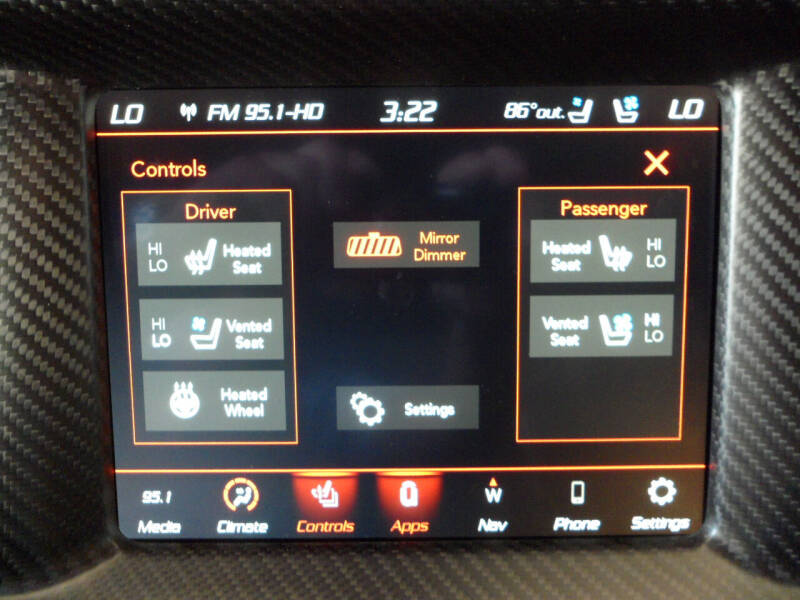 LO FM 95.1-HD 3:22 86° out. LO
Controls
Driver
HI
LO
Heated
Seat
HI
LO
Vented
Seat
Heated
Wheel
Mirror
Dimmer
Settings
Passenger
Heated
Seat
HI
LO
Vented
Seat
HI
LO
95.1
Media
Climate
Controls
Apps
W
Nav
Phone
Settings